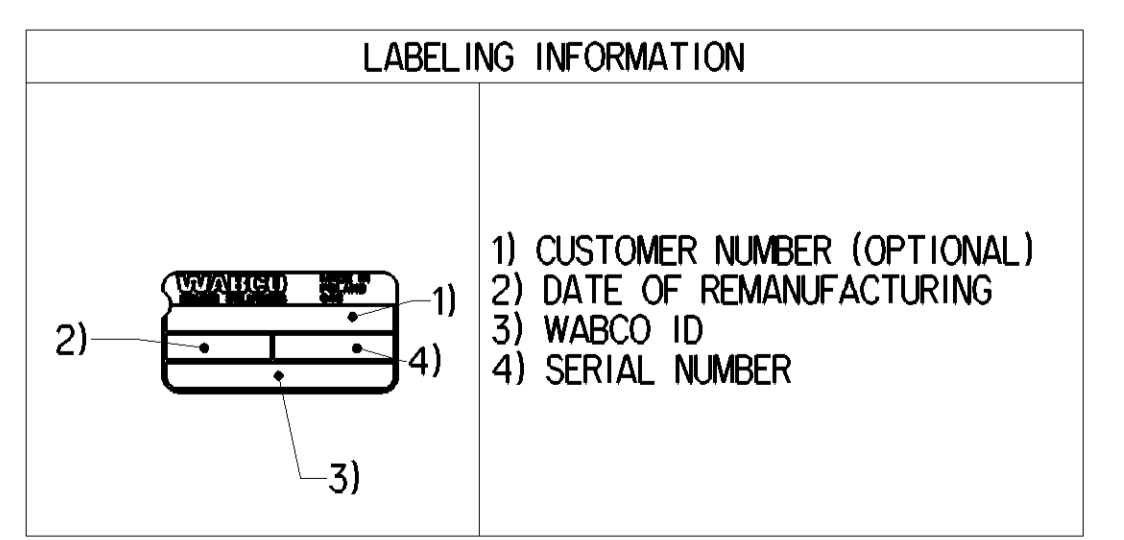 LABELING INFORMATION
WABCO
1)
2)
4)
3)
1) CUSTOMER NUMBER (OPTIONAL)
2) DATE OF REMANUFACTURING
3) WABCO ID
4) SERIAL NUMBER